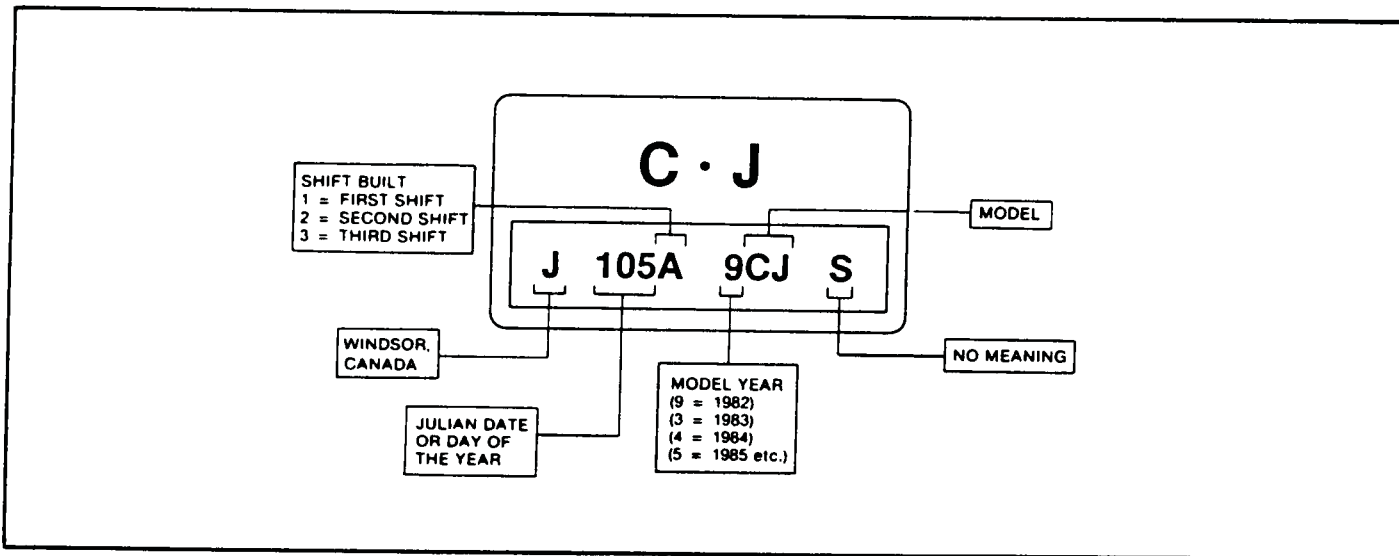 C · J
SHIFT BUILT
1 = FIRST SHIFT
2 = SECOND SHIFT
3 = THIRD SHIFT
MODEL
J 105A 9CJ S
WINDSOR,
CANADA
NO MEANING
MODEL YEAR
(9 = 1982)
(3 = 1983)
(4 = 1984)
(5 = 1985 etc.)
JULIAN DATE
OR DAY OF
THE YEAR